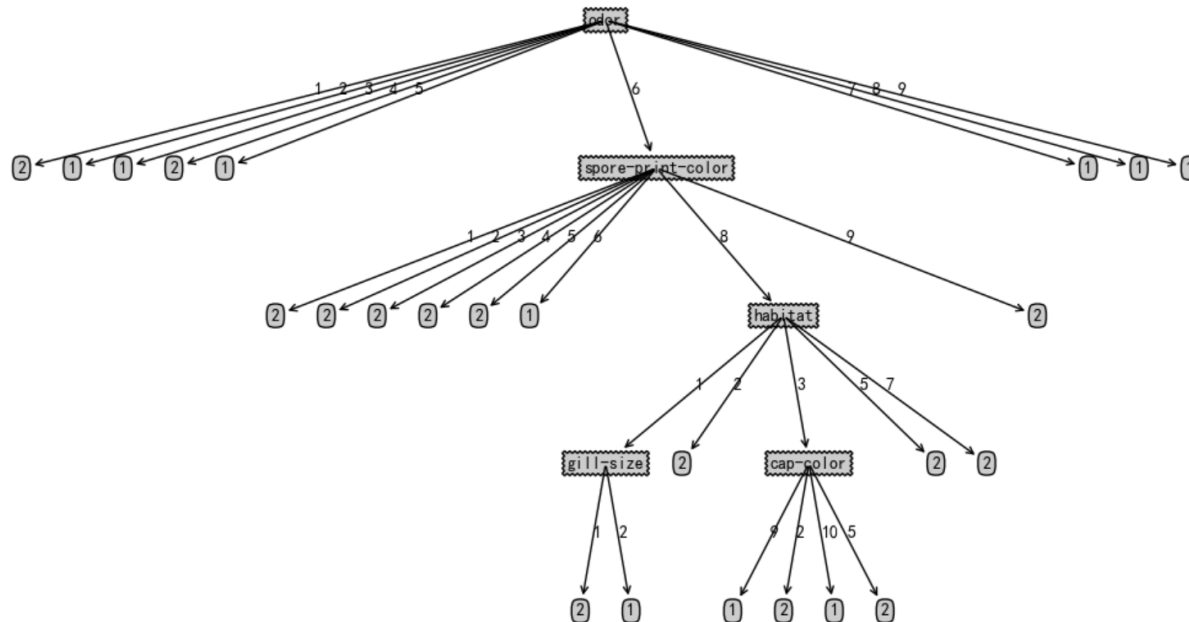 odor
1 2 3 4 5 6 7 8 9
2 1 1 2 1 spore-print-color 1 1 1
1 2 3 4 5 6 8 9
2 2 2 2 2 1 habitat 2
1 2 3 5 7
gill-size 2 cap-color 2 2
1 2 9 2 10 5
2 1 1 2 1 2